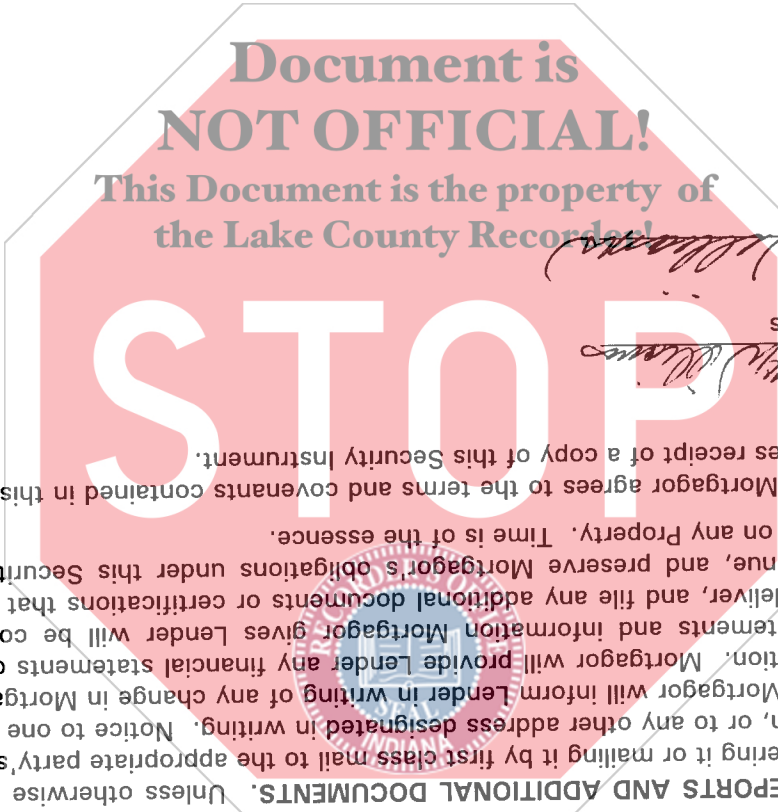 Document is
NOT OFFICIAL!
This Document is the property of
the Lake County Recorder!
STOP
RECORDER'S OFFICE
SEAL
INDIANA
EPORTS AND ADDITIONAL DOCUMENTS. Unless otherwise
ering it or mailing it by first class mail to the appropriate party's
n, or to any other address designated in writing. Notice to one
Mortgagor will inform Lender in writing of any change in Mortga
tion. Mortgagor will provide Lender any financial statements o
tements and information Mortgagor gives Lender will be co
deliver, and file any additional documents or certifications that
nue, and preserve Mortgagor's obligations under this Securit
on any Property. Time is of the essence.
Mortgagor agrees to the terms and covenants contained in this
es receipt of a copy of this Security Instrument.
Williams
s
Williams